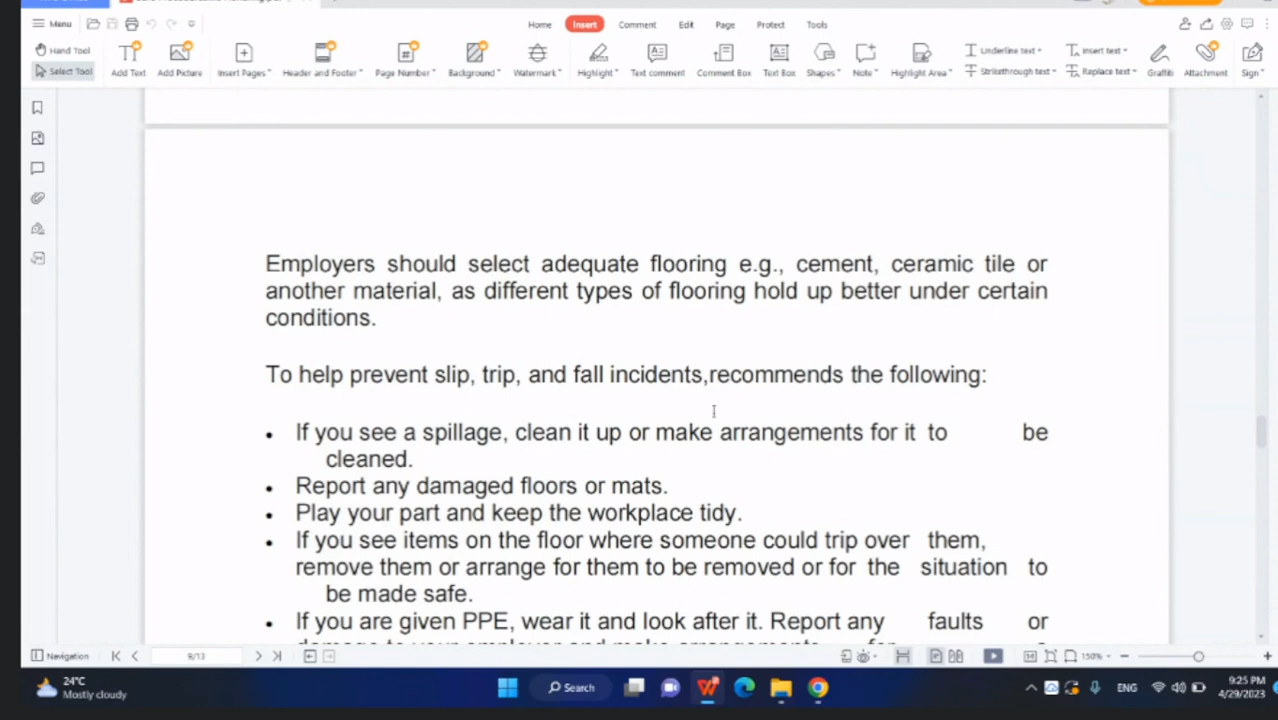 Menu
Home
Insert
Comment
Edit
Page
Protect
Tools
Hand Tool
Select Tool
Add Text
Add Picture
Insert Pages
Header and Footer
Page Number
Background
Watermark
Highlight
Text comment
Comment Box
Text Box
Shapes
Note
Highlight Area
Underline text
Strikethrough text
Insert text
Replace text
Graffiti
Attachment
Sign
Employers should select adequate flooring e.g., cement, ceramic tile or
another material, as different types of flooring hold up better under certain
conditions.
To help prevent slip, trip, and fall incidents,recommends the following:
• If you see a spillage, clean it up or make arrangements for it to be
cleaned.
• Report any damaged floors or mats.
• Play your part and keep the workplace tidy.
• If you see items on the floor where someone could trip over them,
remove them or arrange for them to be removed or for the situation to
be made safe.
• If you are given PPE, wear it and look after it. Report any faults or
damage to your employer and make arrangements for a
Navigation
9/13
150%
24°C
Mostly cloudy
Search
ENG
9:25 PM
4/29/2023